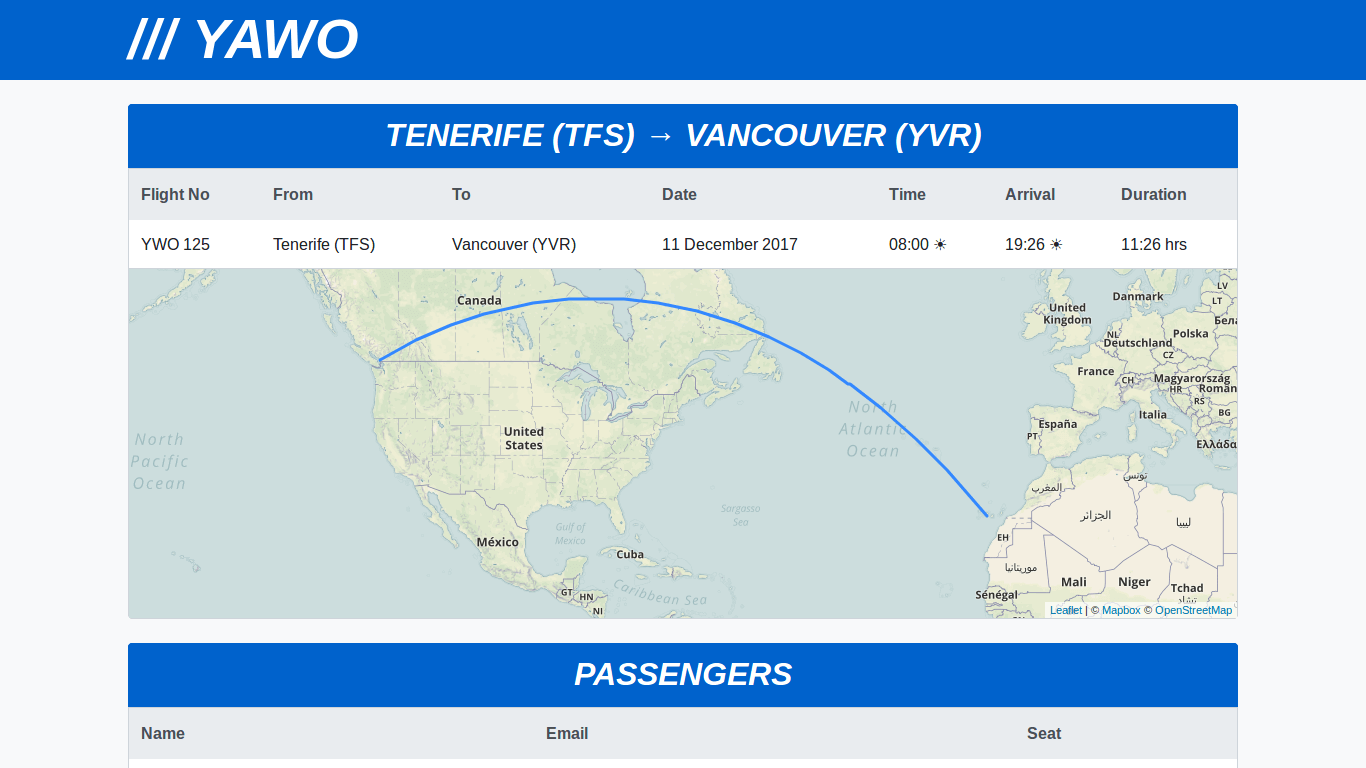 /// YAWO
TENERIFE (TFS) → VANCOUVER (YVR)
Flight No From To Date Time Arrival Duration
YWO 125 Tenerife (TFS) Vancouver (YVR) 11 December 2017 08:00 ☀ 19:26 ☀ 11:26 hrs
Canada
United
Kingdom
Danmark
LV
LT
Бела
NL
Deutschland
Polska
CZ
France
CH
Magyarország
HR
Român
RS
BG
Italia
España
PT
Ελλάδα
North
Pacific
Ocean
United
States
North
Atlantic
Ocean
Sargasso
Sea
Gulf of
Mexico
México
Cuba
Caribbean Sea
GT
HN
NI
تونس
المغرب
الجزائر
ليبيا
EH
موريتانيا
Mali
Niger
Tchad
تشاد
Sénégal
Leaflet | © Mapbox © OpenStreetMap
PASSENGERS
Name Email Seat